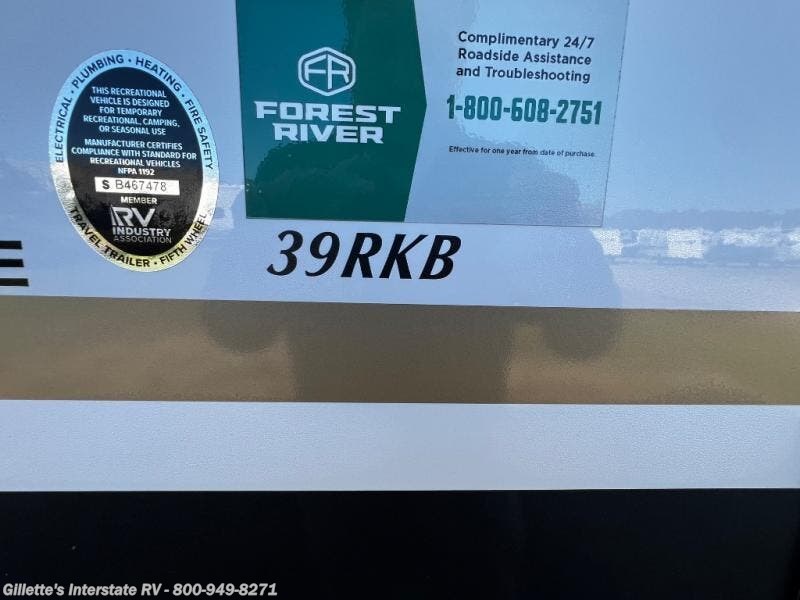 ELECTRICAL · PLUMBING · HEATING · FIRE SAFETY
THIS RECREATIONAL
VEHICLE IS DESIGNED
FOR TEMPORARY
RECREATIONAL, CAMPING,
OR SEASONAL USE
MANUFACTURER CERTIFIES
COMPLIANCE WITH STANDARD FOR
RECREATIONAL VEHICLES
NFPA 1192
S B467478
MEMBER
RV
INDUSTRY
ASSOCIATION
TRAVEL TRAILER · FIFTH WHEEL
FR
FOREST
RIVER
Complimentary 24/7
Roadside Assistance
and Troubleshooting
1-800-608-2751
Effective for one year from date of purchase.
39RKB
Gillette's Interstate RV - 800-949-8271